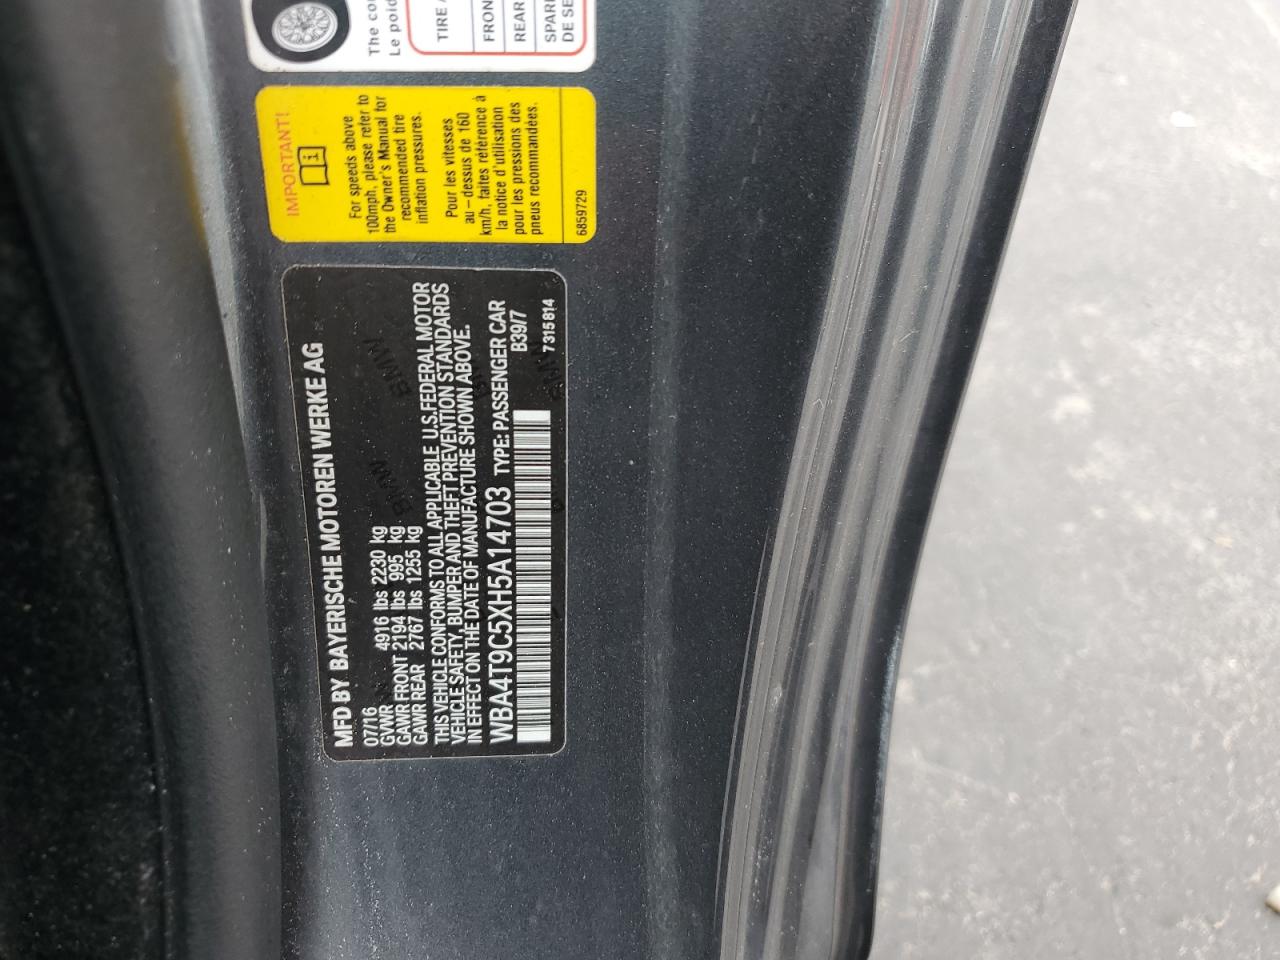 The
Le
TIRE
FRON
REAR
SPAR
DE SE
IMPORTANT!
For speeds above
100mph, please refer to
the Owner's Manual for
recommended tire
inflation pressures.
Pour les vitesses
au-dessus de 160
km/h, faites référence à
la notice d'utilisation
pour les pressions des
pneus recommandées.
6859729
MFD BY BAYERISCHE MOTOREN WERKE AG
07/16
GVWR 4916 lbs 2230 kg
GAWR FRONT 2194 lbs 995 kg
GAWR REAR 2767 lbs 1255 kg
THIS VEHICLE CONFORMS TO ALL APPLICABLE U.S.FEDERAL MOTOR
VEHICLE SAFETY, BUMPER AND THEFT PREVENTION STANDARDS
IN EFFECT ON THE DATE OF MANUFACTURE SHOWN ABOVE.
WBA4T9C5XH5A14703 TYPE: PASSENGER CAR
B39/7
7315814
BMW
BMW
BMW